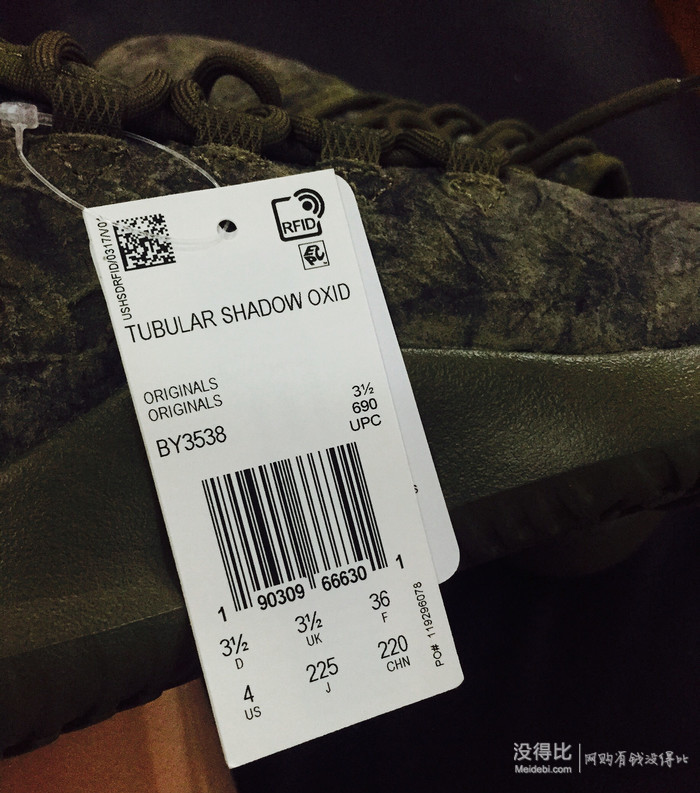 USHSDRFID/0317/V01
RFID
EPC
TUBULAR SHADOW OXID
ORIGINALS
ORIGINALS
BY3538
3½
690
UPC
1 90309 66630 1
3½ 3½ 36
D UK F
4 225 220
US J CHN
PO# 119296078
没得比 网购有钱没得比
Meidebi.com